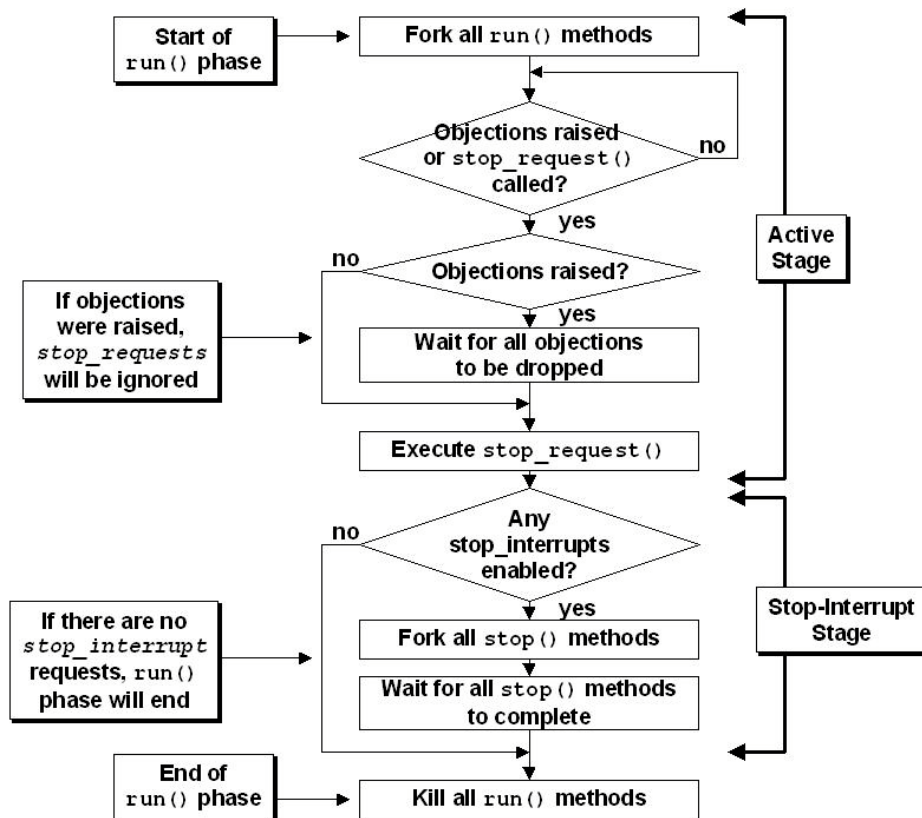 Start of
run() phase
Fork all run() methods
Objections raised
or stop_request()
called?
no
yes
Active
Stage
no
Objections raised?
yes
If objections
were raised,
stop_requests
will be ignored
Wait for all objections
to be dropped
Execute stop_request()
no
Any
stop_interrupts
enabled?
yes
Stop-Interrupt
Stage
If there are no
stop_interrupt
requests, run()
phase will end
Fork all stop() methods
Wait for all stop() methods
to complete
End of
run() phase
Kill all run() methods